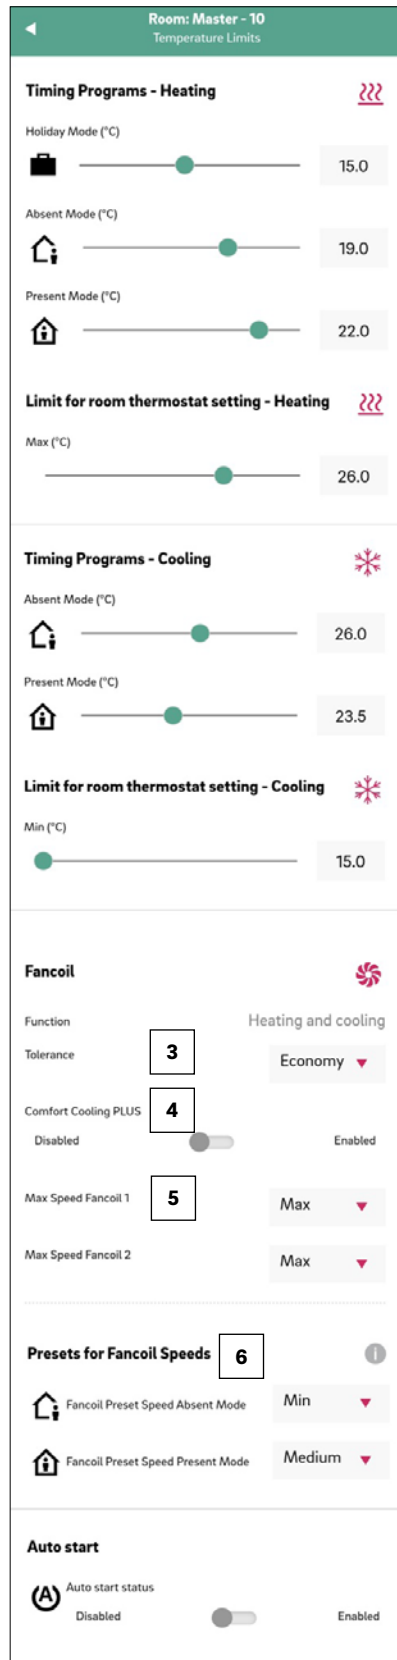 Room: Master - 10
Temperature Limits
Timing Programs - Heating
Holiday Mode (°C)
15.0
Absent Mode (°C)
19.0
Present Mode (°C)
22.0
Limit for room thermostat setting - Heating
Max (°C)
26.0
Timing Programs - Cooling
Absent Mode (°C)
26.0
Present Mode (°C)
23.5
Limit for room thermostat setting - Cooling
Min (°C)
15.0
Fancoil
Function Heating and cooling
Tolerance 3 Economy
Comfort Cooling PLUS 4
Disabled Enabled
Max Speed Fancoil 1 5 Max
Max Speed Fancoil 2 Max
Presets for Fancoil Speeds 6 i
Fancoil Preset Speed Absent Mode Min
Fancoil Preset Speed Present Mode Medium
Auto start
(A) Auto start status
Disabled Enabled